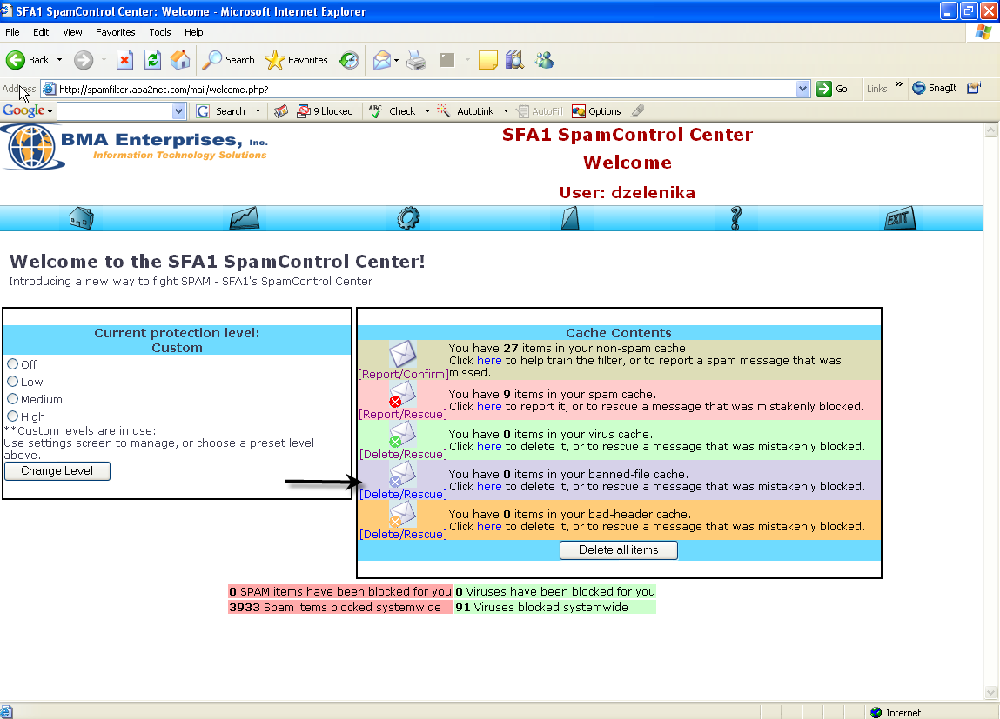 SFA1 SpamControl Center: Welcome - Microsoft Internet Explorer
File Edit View Favorites Tools Help
Back Search Favorites
Address http://spamfilter.aba2net.com/mail/welcome.php? Go Links » SnagIt
Google Search 9 blocked ABC Check AutoLink AutoFill Options
BMA Enterprises, Inc.
Information Technology Solutions
SFA1 SpamControl Center
Welcome
User: dzelenika
EXIT
Welcome to the SFA1 SpamControl Center!
Introducing a new way to fight SPAM - SFA1's SpamControl Center
Current protection level:
Custom
Off
Low
Medium
High
**Custom levels are in use:
Use settings screen to manage, or choose a preset level
above.
Change Level
Cache Contents
You have 27 items in your non-spam cache.
Click here to help train the filter, or to report a spam message that was
[Report/Confirm] missed.
You have 9 items in your spam cache.
Click here to report it, or to rescue a message that was mistakenly blocked.
[Report/Rescue]
You have 0 items in your virus cache.
Click here to delete it, or to rescue a message that was mistakenly blocked.
[Delete/Rescue]
You have 0 items in your banned-file cache.
Click here to delete it, or to rescue a message that was mistakenly blocked.
[Delete/Rescue]
You have 0 items in your bad-header cache.
Click here to delete it, or to rescue a message that was mistakenly blocked.
[Delete/Rescue]
Delete all items
0 SPAM items have been blocked for you 0 Viruses have been blocked for you
3933 Spam items blocked systemwide 91 Viruses blocked systemwide
Internet